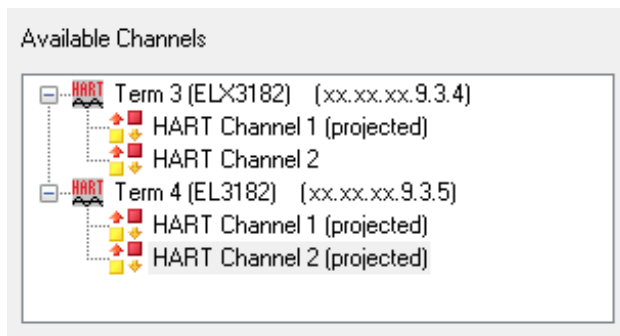 Available Channels
HART Term 3 (ELX3182) (xx.xx.xx.9.3.4)
HART Channel 1 (projected)
HART Channel 2
HART Term 4 (EL3182) (xx.xx.xx.9.3.5)
HART Channel 1 (projected)
HART Channel 2 (projected)